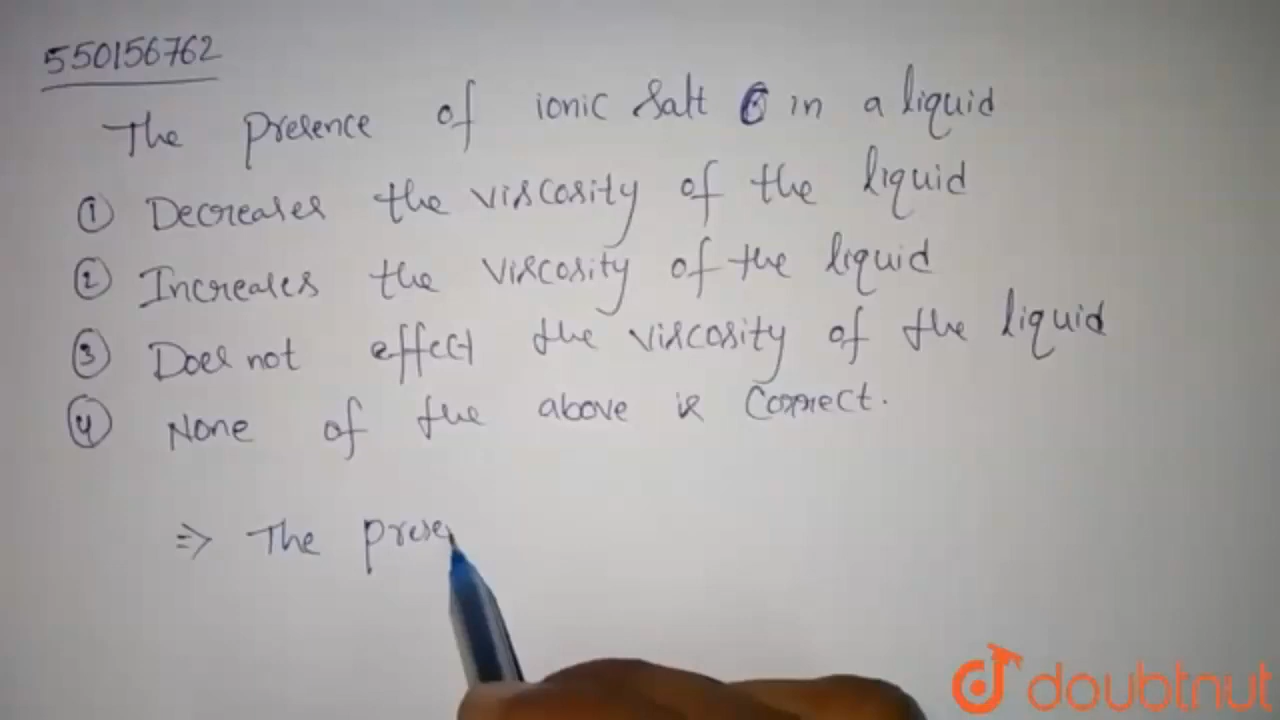 550156762
The presence of ionic salt in a liquid
① Decreases the viscosity of the liquid
② Increases the viscosity of the liquid
③ Does not effect the viscosity of the liquid
④ None of the above is correct.
⇒ The prese
doubtnut